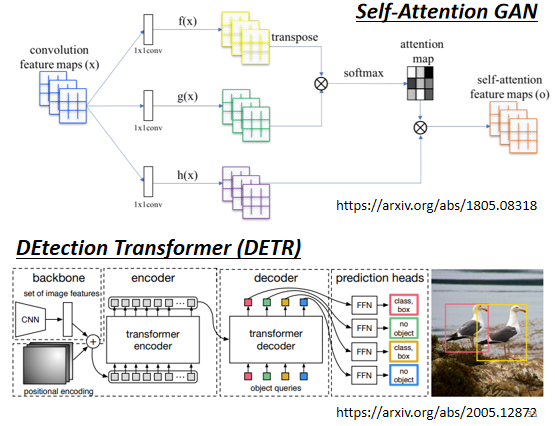 Self-Attention GAN
convolution
feature maps (x)
1x1conv
f(x)
transpose
1x1conv
g(x)
1x1conv
h(x)
softmax
attention
map
self-attention
feature maps (o)
https://arxiv.org/abs/1805.08318
DEtection Transformer (DETR)
backbone
set of image features
CNN
positional encoding
+
encoder
...
transformer
encoder
...
decoder
transformer
decoder
object queries
prediction heads
FFN
class,
box
FFN
no
object
FFN
class,
box
FFN
no
object
https://arxiv.org/abs/2005.12872